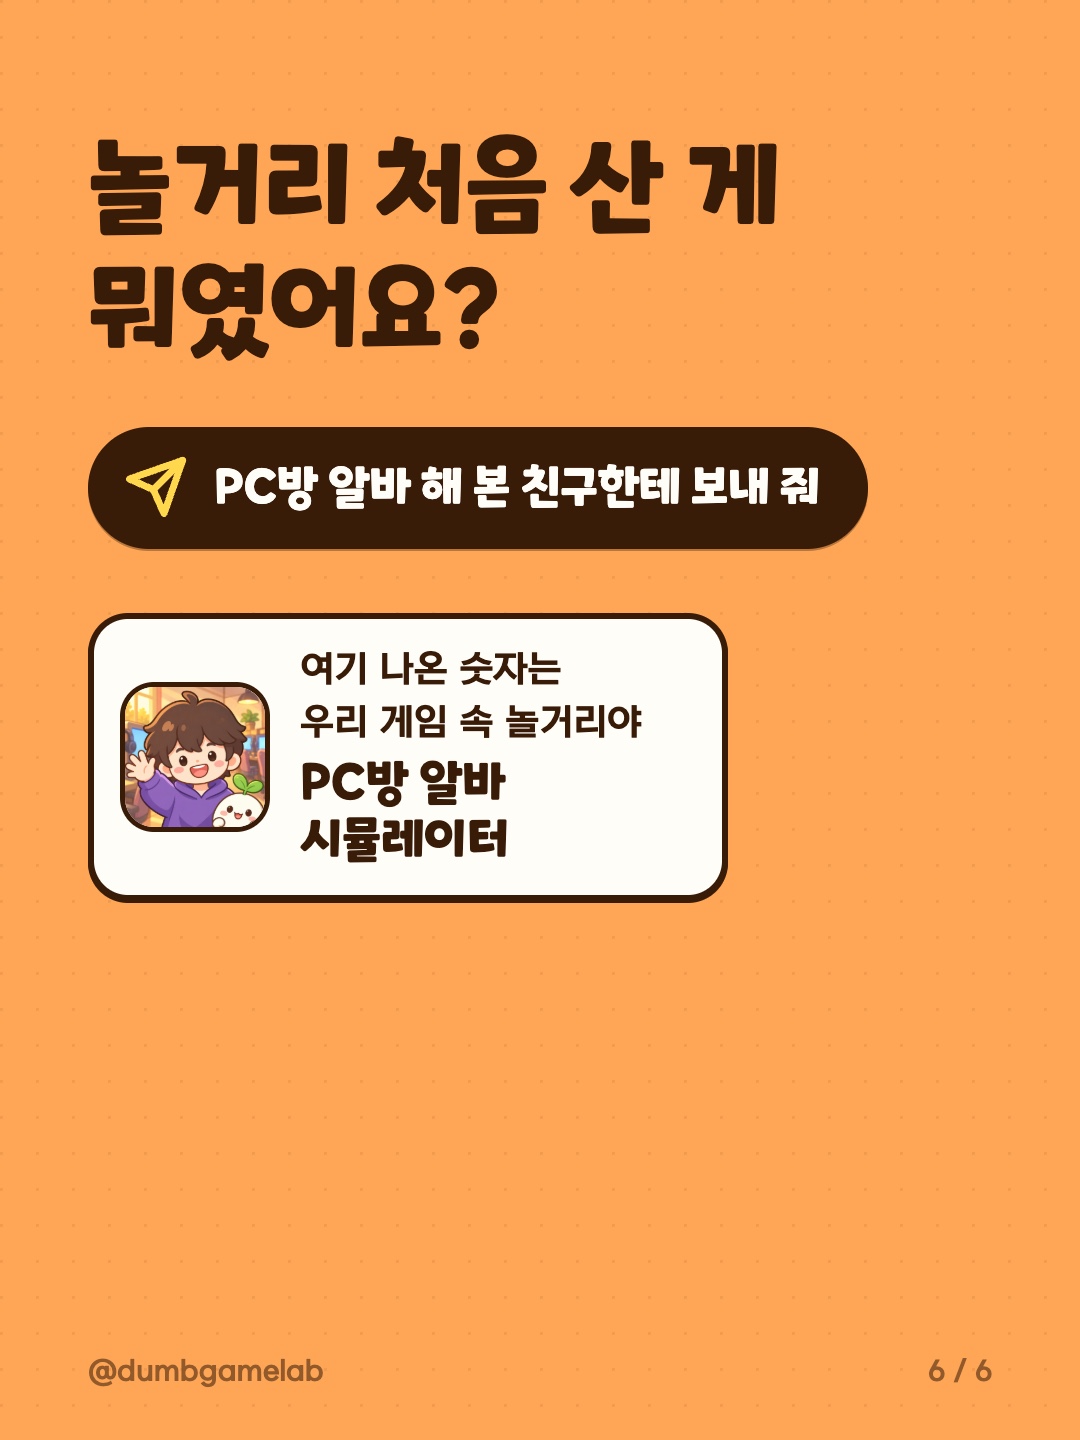 놀거리 처음 산 게
뭐였어요?
PC방 알바 해 본 친구한테 보내 줘
여기 나온 숫자는
우리 게임 속 놀거리야
PC방 알바
시뮬레이터
@dumbgamelab
6 / 6